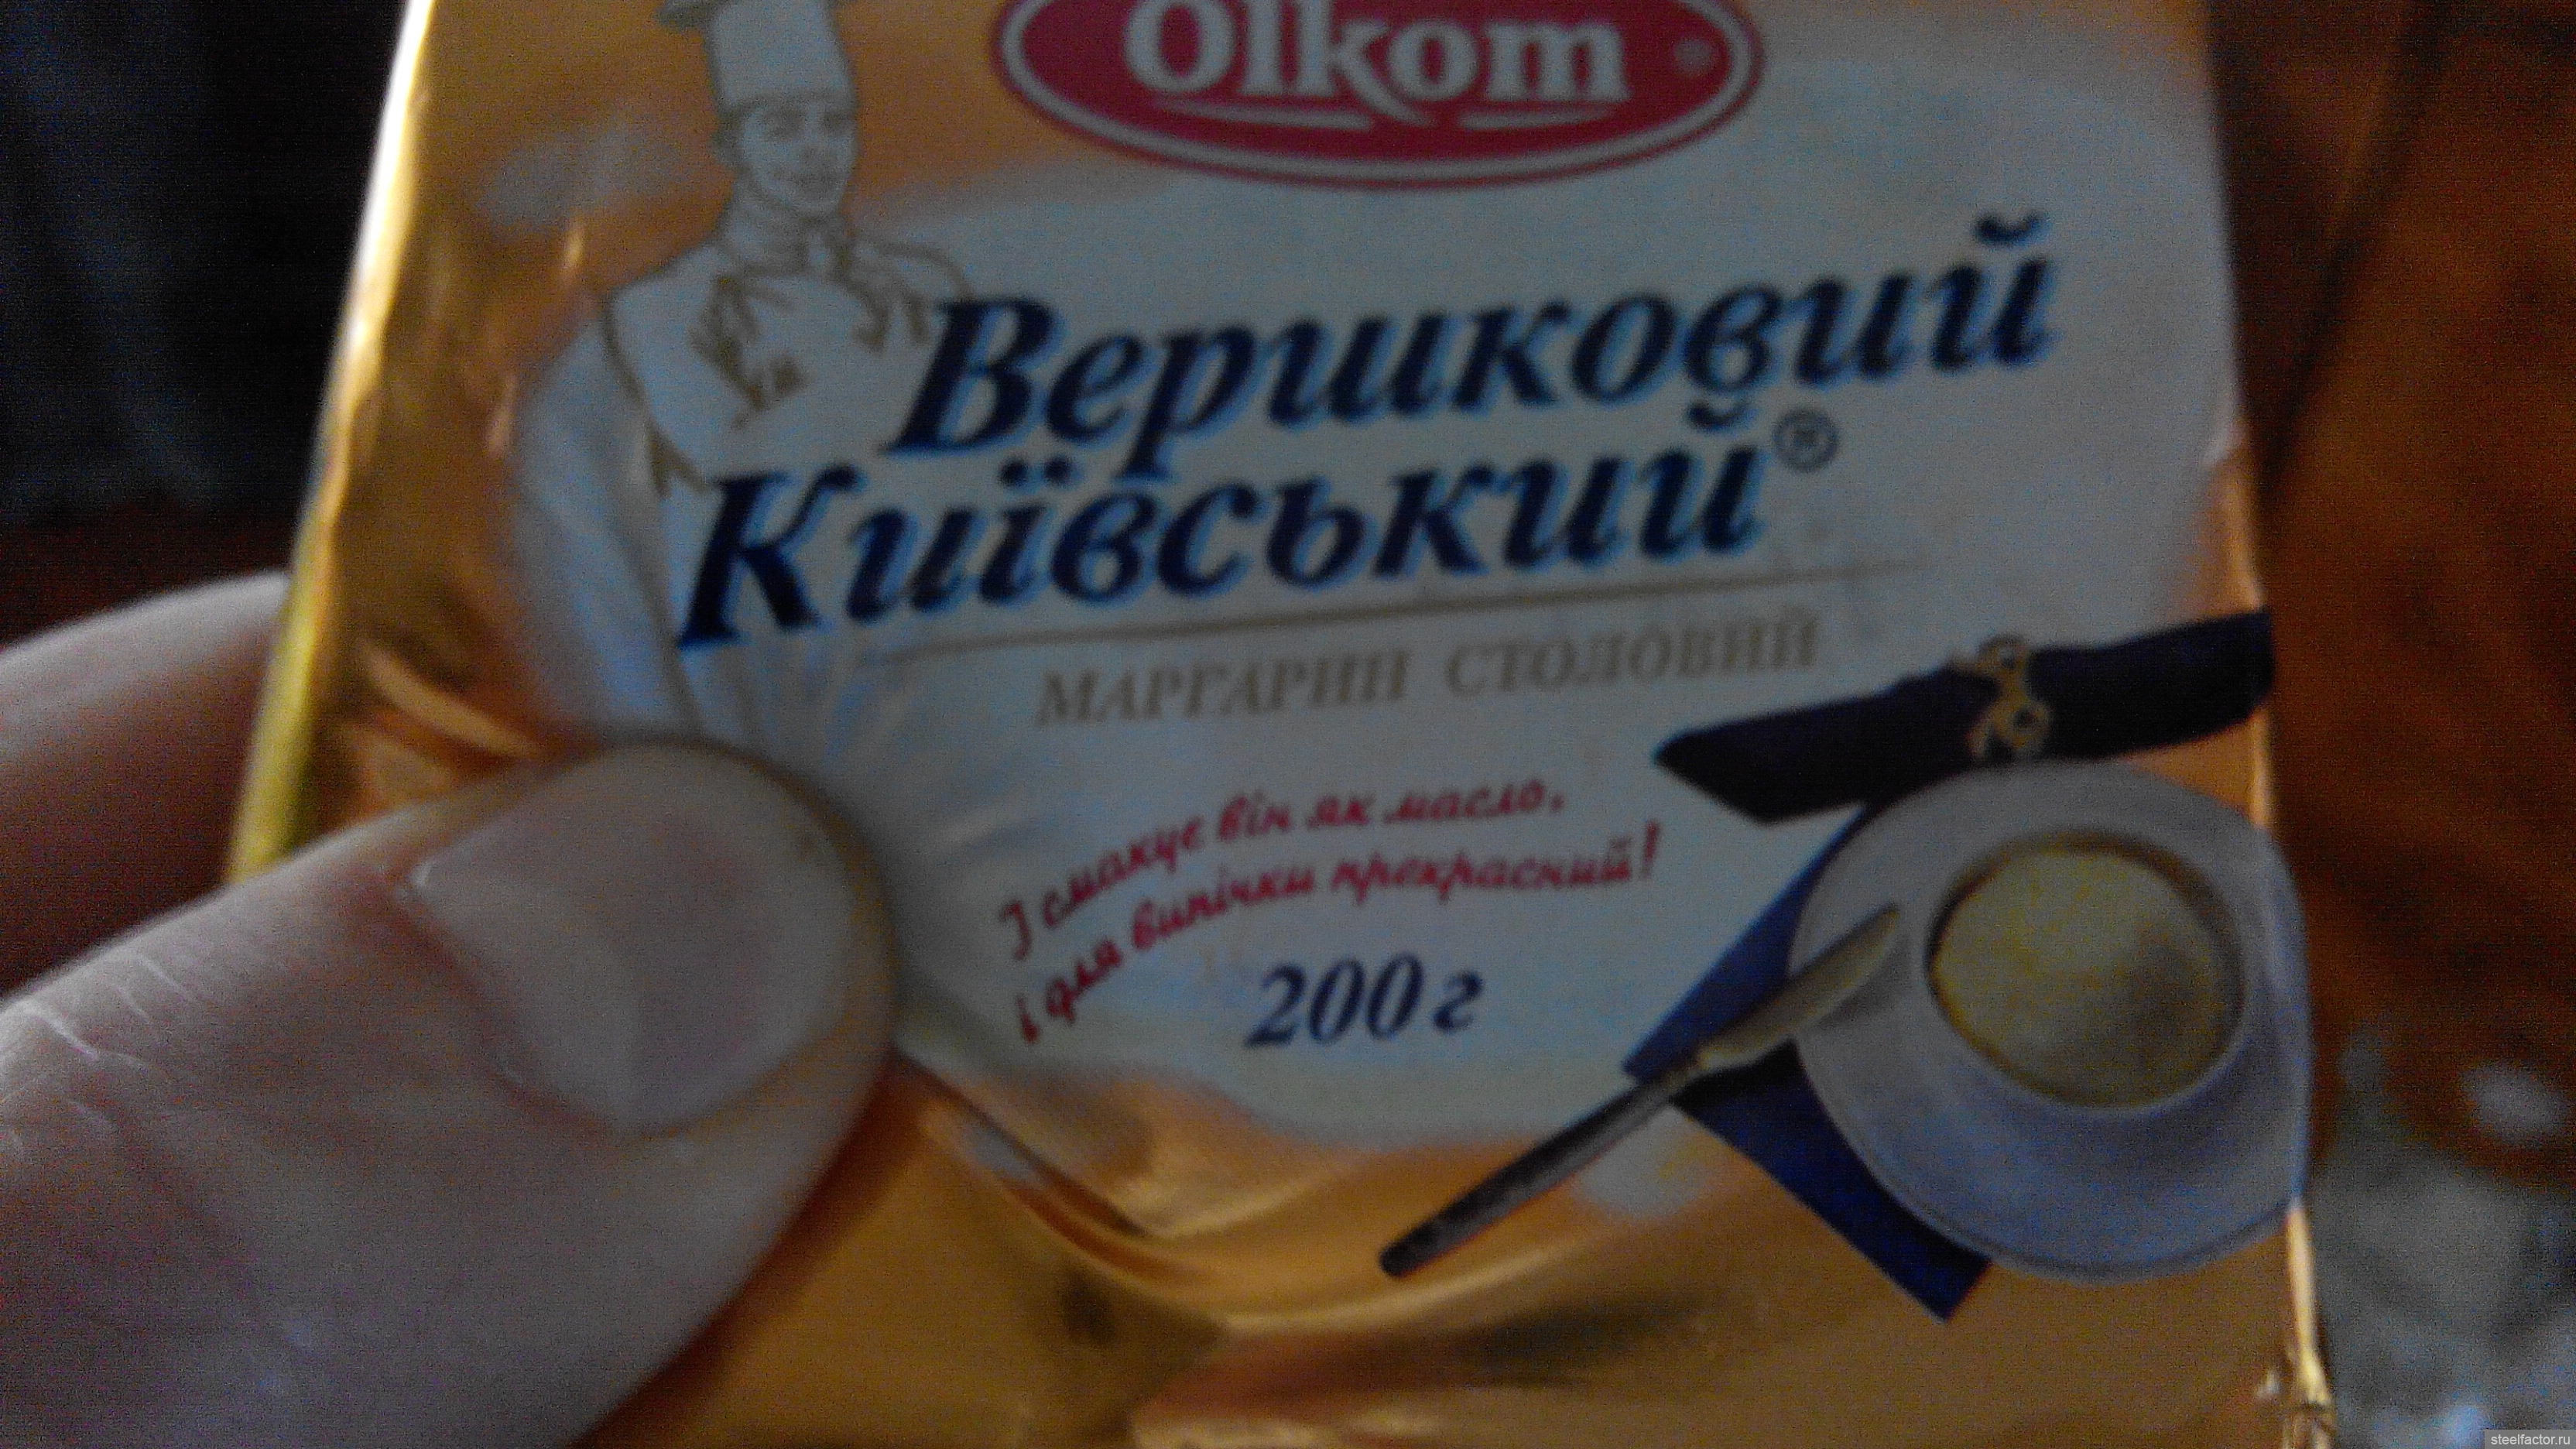 Olkom ®
Вершковий
Київський®
МАРГАРИН СТОЛОВИЙ
І смакує він як масло,
і для випічки прекрасний!
200 г
steelfactor.ru